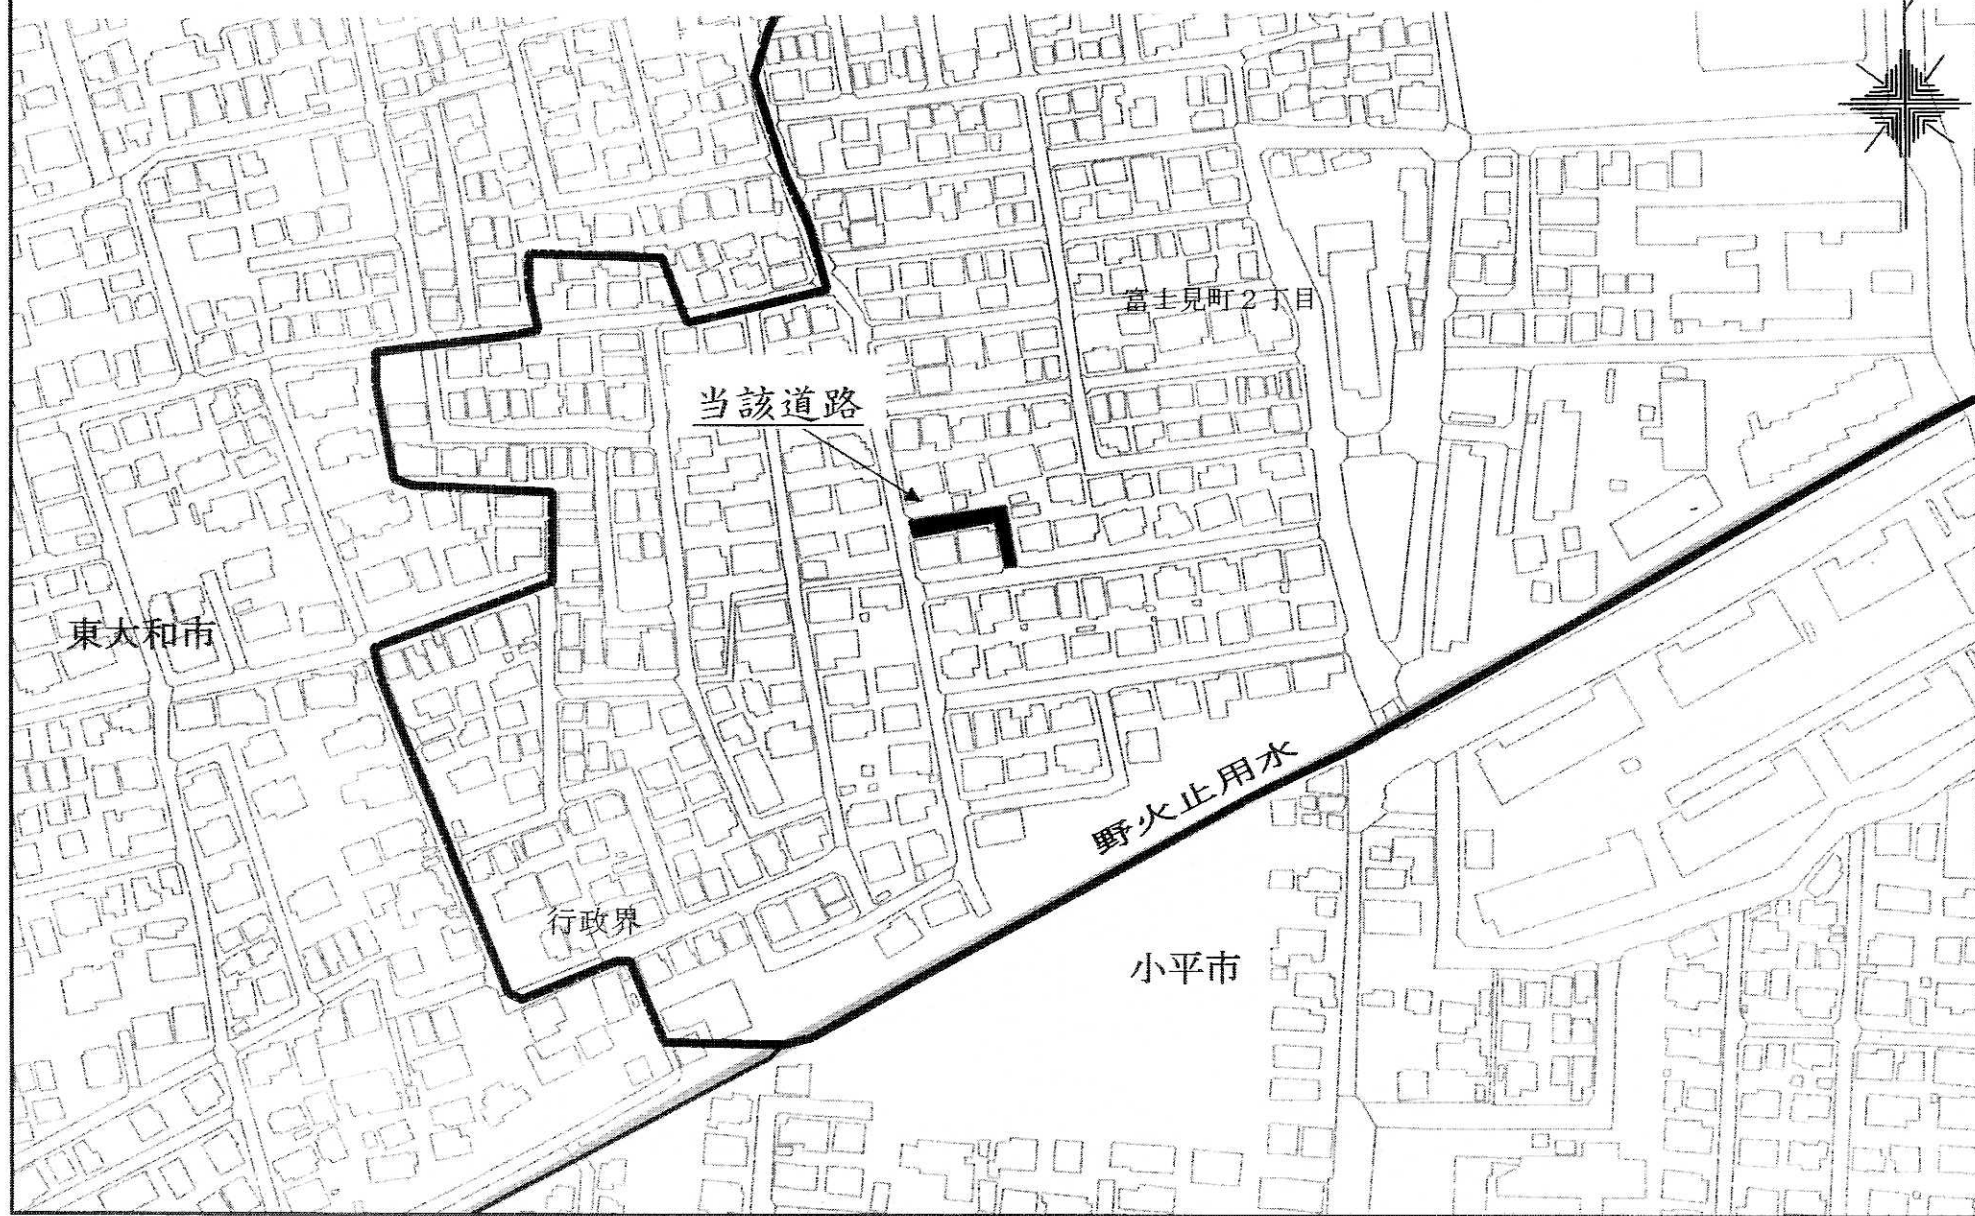 富士見町２丁目
当該道路
東大和市
野火止用水
行政界
小平市